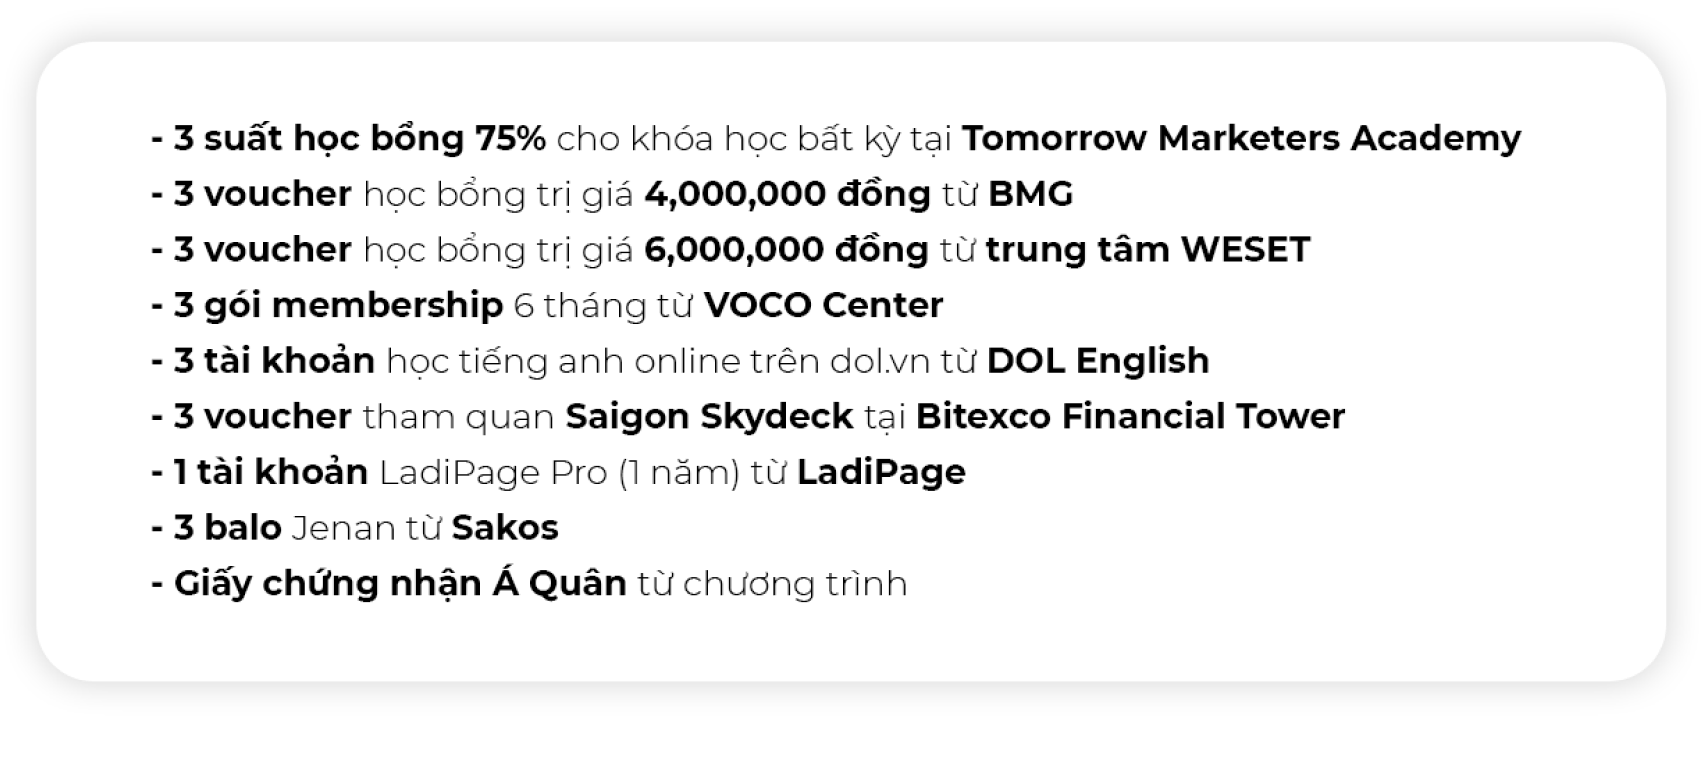 - 3 suất học bổng 75% cho khóa học bất kỳ tại Tomorrow Marketers Academy
- 3 voucher học bổng trị giá 4,000,000 đồng từ BMG
- 3 voucher học bổng trị giá 6,000,000 đồng từ trung tâm WESET
- 3 gói membership 6 tháng từ VOCO Center
- 3 tài khoản học tiếng anh online trên dol.vn từ DOL English
- 3 voucher tham quan Saigon Skydeck tại Bitexco Financial Tower
- 1 tài khoản LadiPage Pro (1 năm) từ LadiPage
- 3 balo Jenan từ Sakos
- Giấy chứng nhận Á Quân từ chương trình